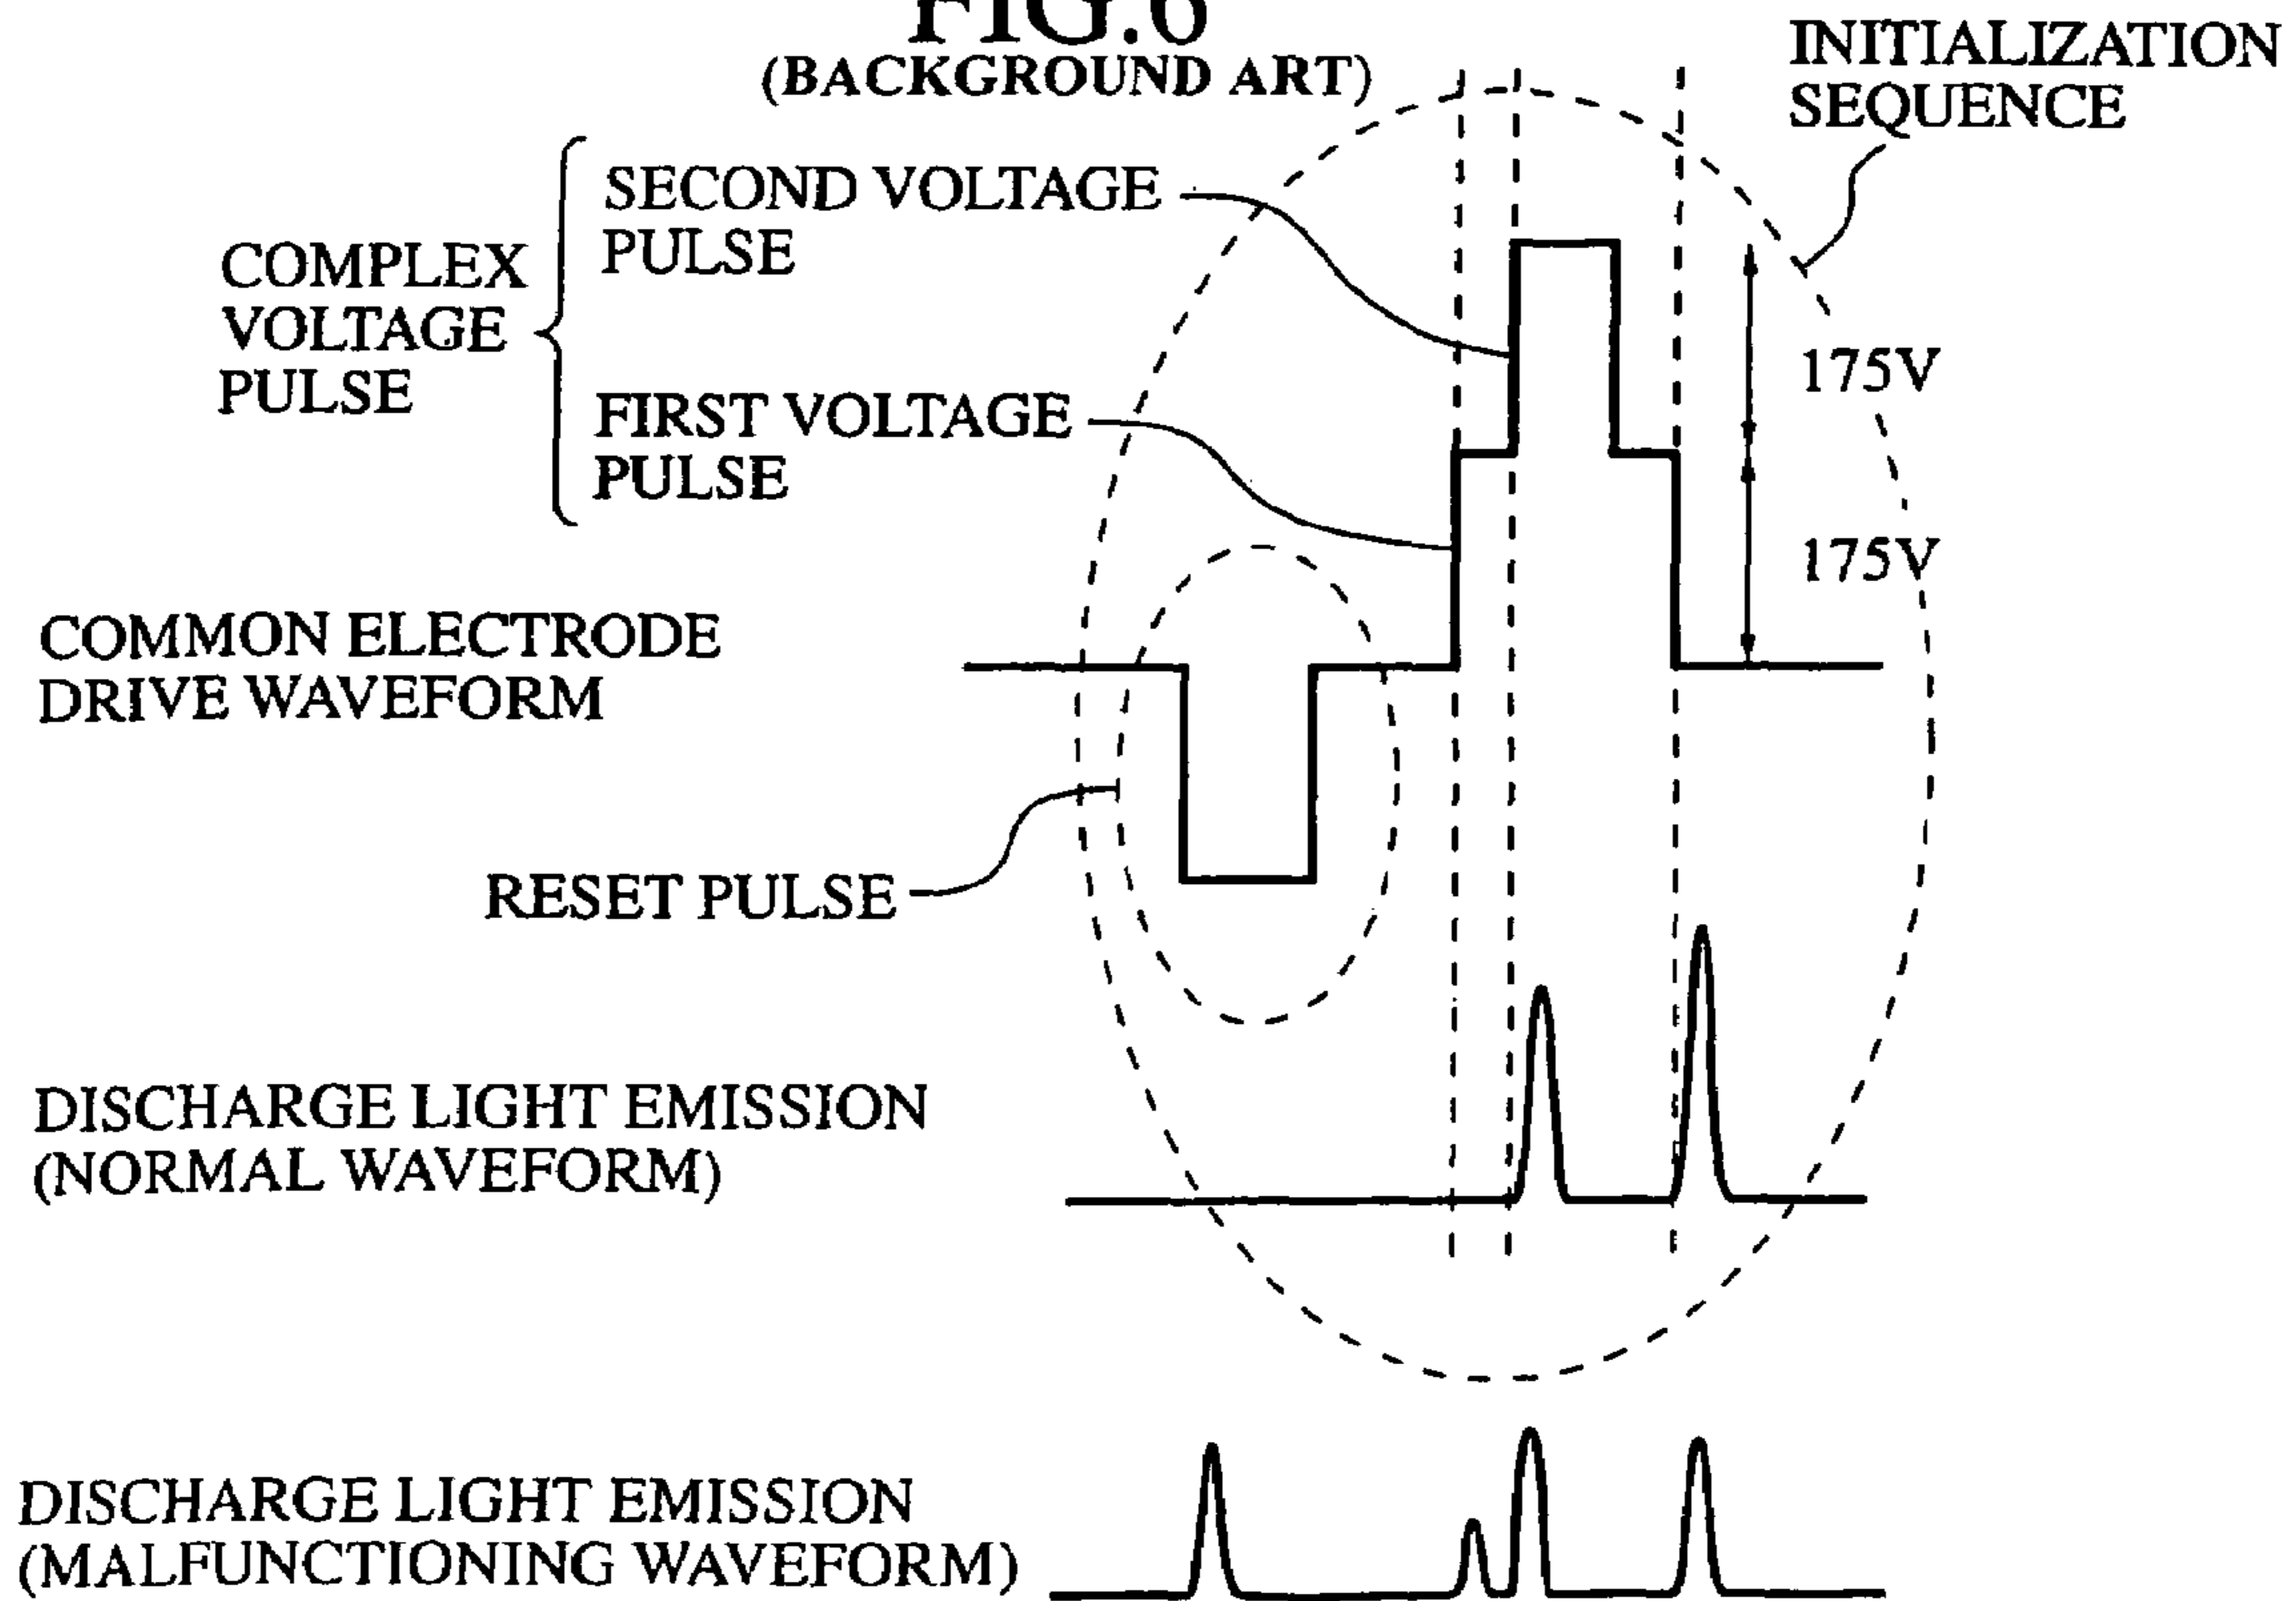 FIG.6
(BACKGROUND ART)
INITIALIZATION
SEQUENCE
SECOND VOLTAGE
PULSE
COMPLEX
VOLTAGE
PULSE
FIRST VOLTAGE
PULSE
175V
175V
COMMON ELECTRODE
DRIVE WAVEFORM
RESET PULSE
DISCHARGE LIGHT EMISSION
(NORMAL WAVEFORM)
DISCHARGE LIGHT EMISSION
(MALFUNCTIONING WAVEFORM)